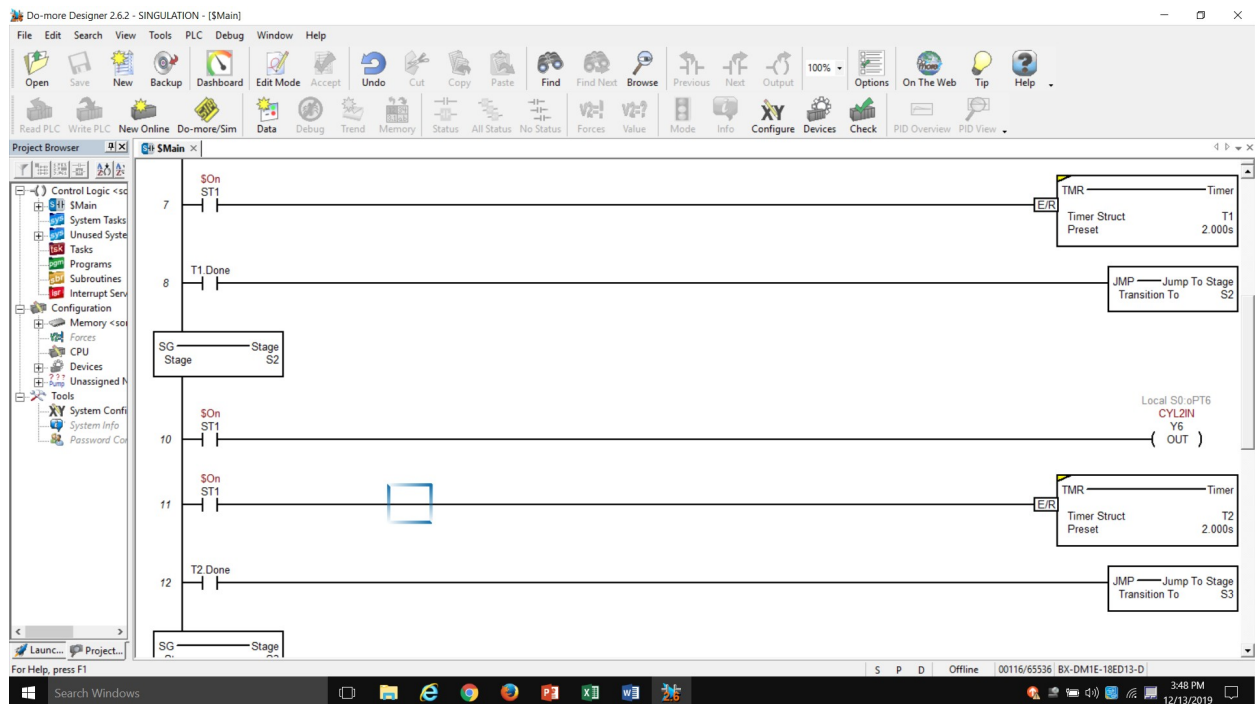 Do-more Designer 2.6.2 - SINGULATION - [$Main]
File Edit Search View Tools PLC Debug Window Help
Open Save New Backup Dashboard Edit Mode Accept Undo Cut Copy Paste Find Find Next Browse Previous Next Output 100% Options On The Web Tip Help
Read PLC Write PLC New Online Do-more/Sim Data Debug Trend Memory Status All Status No Status Forces Value Mode Info Configure Devices Check PID Overview PID View
Project Browser
$Main
Control Logic <sc
$Main
System Tasks
Unused Syste
Tasks
Programs
Subroutines
Interrupt Serv
Configuration
Memory <sou
Forces
CPU
Devices
Unassigned N
Tools
System Confi
System Info
Password Cor
Launc... Project...
$On
ST1
7
E/R
TMR Timer
Timer Struct T1
Preset 2.000s
T1.Done
8
JMP Jump To Stage
Transition To S2
SG Stage
Stage S2
Local S0:oPT6
CYL2IN
Y6
OUT
$On
ST1
10
$On
ST1
11
E/R
TMR Timer
Timer Struct T2
Preset 2.000s
T2.Done
12
JMP Jump To Stage
Transition To S3
SG Stage
For Help, press F1
S P D Offline 00116/65536 BX-DM1E-18ED13-D
Search Windows
3:48 PM
12/13/2019